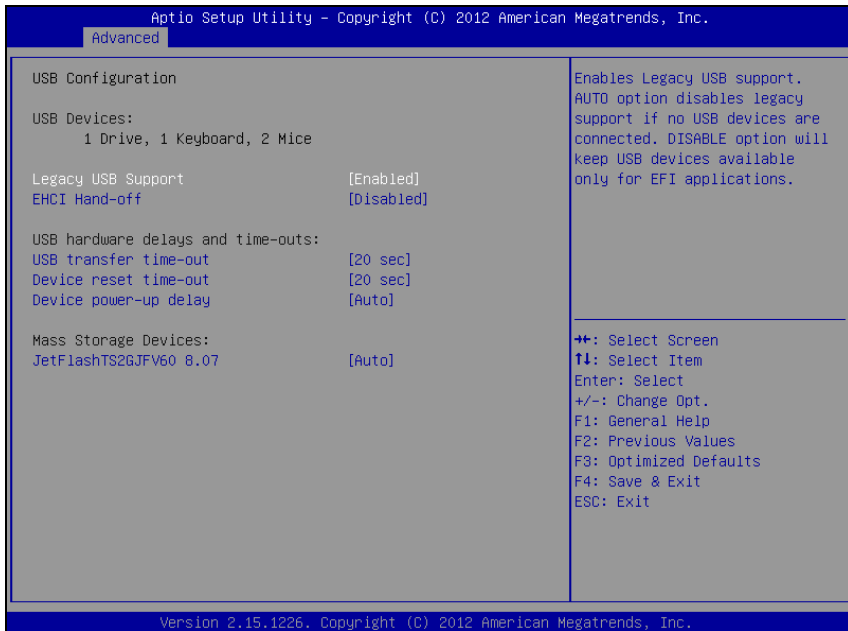 Aptio Setup Utility – Copyright (C) 2012 American Megatrends, Inc.
Advanced
USB Configuration
USB Devices:
1 Drive, 1 Keyboard, 2 Mice
Legacy USB Support [Enabled]
EHCI Hand-off [Disabled]
USB hardware delays and time-outs:
USB transfer time-out [20 sec]
Device reset time-out [20 sec]
Device power-up delay [Auto]
Mass Storage Devices:
JetFlashTS2GJFV60 8.07 [Auto]
Enables Legacy USB support.
AUTO option disables legacy
support if no USB devices are
connected. DISABLE option will
keep USB devices available
only for EFI applications.
→←: Select Screen
↑↓: Select Item
Enter: Select
+/-: Change Opt.
F1: General Help
F2: Previous Values
F3: Optimized Defaults
F4: Save & Exit
ESC: Exit
Version 2.15.1226. Copyright (C) 2012 American Megatrends, Inc.